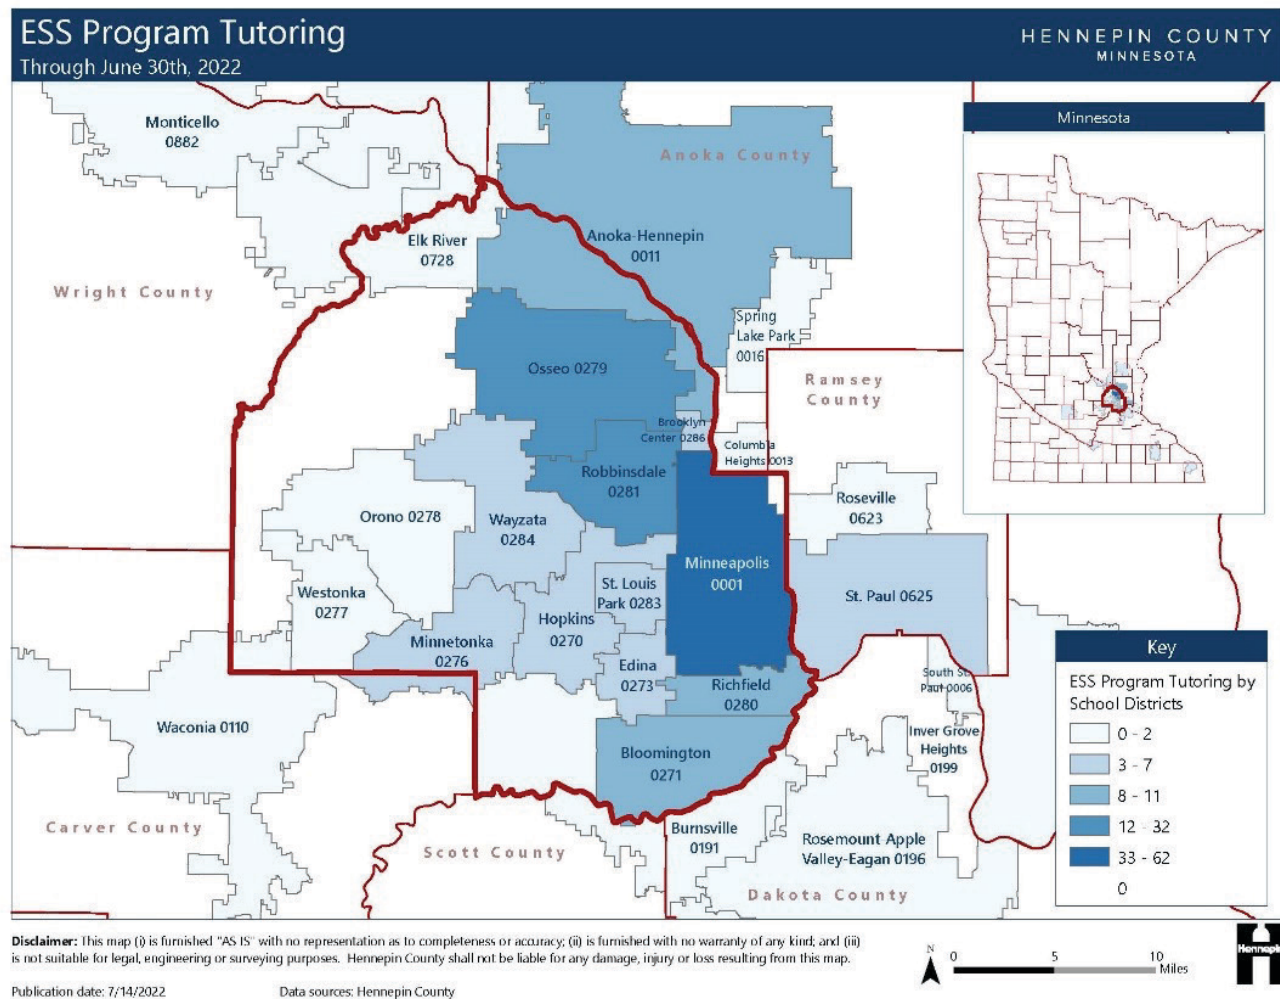 ESS Program Tutoring
Through June 30th, 2022
HENNEPIN COUNTY
MINNESOTA
Minnesota
Monticello
0882
Anoka County
Elk River
0728
Anoka-Hennepin
0011
Wright County
Spring
Lake Park
0016
Osseo 0279
Ramsey
County
Brooklyn
Center 0286
Columbia
Heights 0013
Robbinsdale
0281
Roseville
0623
Orono 0278
Wayzata
0284
Minneapolis
0001
St. Louis
Park 0283
Westonka
0277
St. Paul 0625
Hopkins
0270
Minnetonka
0276
Edina
0273
Richfield
0280
South St.
Paul 0006
Waconia 0110
Inver Grove
Heights
0199
Bloomington
0271
Carver County
Scott County
Burnsville
0191
Rosemount-Apple
Valley-Eagan 0196
Dakota County
Key
ESS Program Tutoring by
School Districts
0 - 2
3 - 7
8 - 11
12 - 32
33 - 62
0
Disclaimer: This map (i) is furnished "AS IS" with no representation as to completeness or accuracy; (ii) is furnished with no warranty of any kind; and (iii)
is not suitable for legal, engineering or surveying purposes. Hennepin County shall not be liable for any damage, injury or loss resulting from this map.
Publication date: 7/14/2022
Data sources: Hennepin County
N
0 5 10
Miles
Hennepin